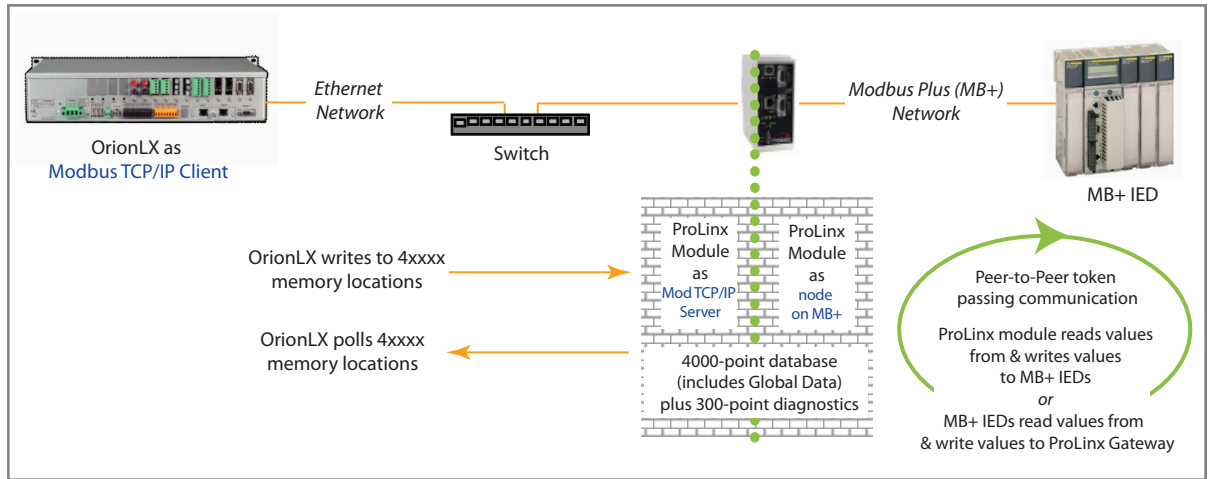 Ethernet
Network
Modbus Plus (MB+)
Network
OrionLX as
Modbus TCP/IP Client
Switch
MB+ IED
OrionLX writes to 4xxxx
memory locations
OrionLX polls 4xxxx
memory locations
ProLinx
Module
as
Mod TCP/IP
Server
ProLinx
Module
as
node
on MB+
4000-point database
(includes Global Data)
plus 300-point diagnostics
Peer-to-Peer token
passing communication
ProLinx module reads values
from & writes values
to MB+ IEDs
or
MB+ IEDs read values from
& write values to ProLinx Gateway